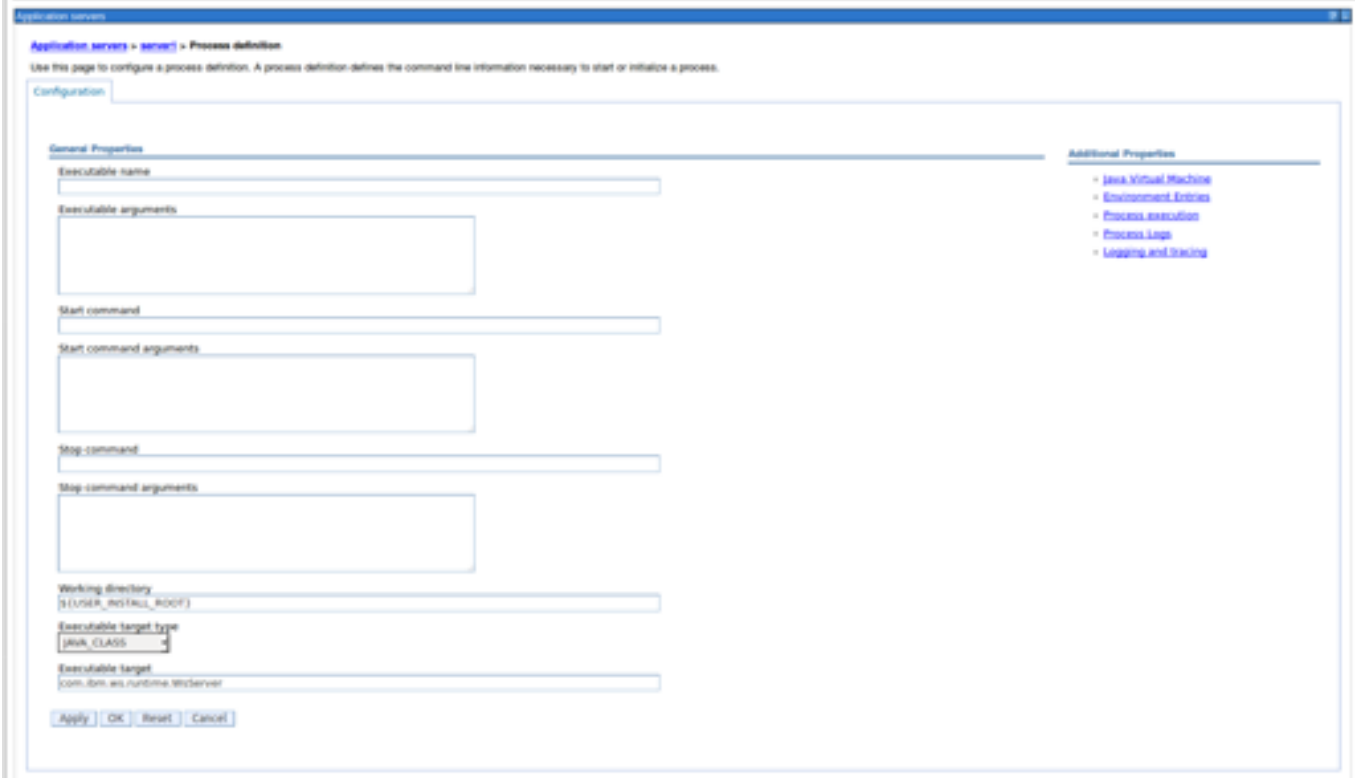 Application servers
Application servers > server1 > Process definition
Use this page to configure a process definition. A process definition defines the command line information necessary to start or initialize a process.
Configuration
General Properties
Executable name
Executable arguments
Start command
Start command arguments
Stop command
Stop command arguments
Working directory
${USER_INSTALL_ROOT}
Executable target type
JAVA_CLASS
Executable target
com.ibm.ws.runtime.WsServer
Apply OK Reset Cancel
Additional Properties
Java Virtual Machine
Environment Entries
Process execution
Process Logs
Logging and tracing